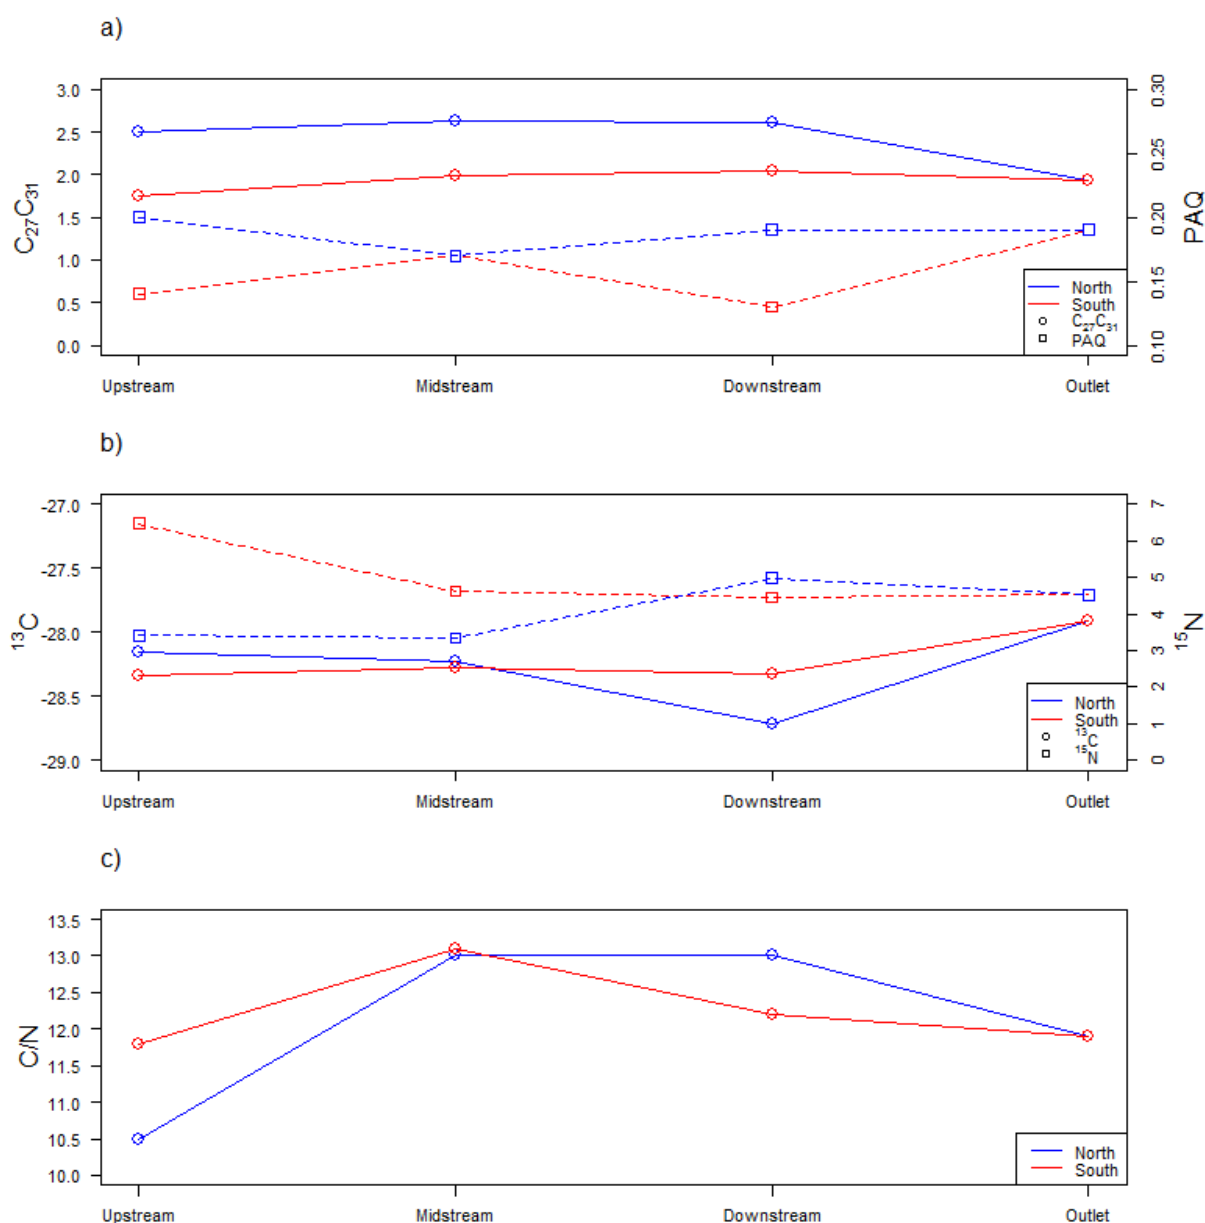 a)
3.0
2.5
2.0
1.5
1.0
0.5
0.0
C27C31
0.30
0.25
0.20
0.15
0.10
PAQ
North
South
C27C31
PAQ
Upstream Midstream Downstream Outlet
b)
-27.0
-27.5
-28.0
-28.5
-29.0
13C
7
6
5
4
3
2
1
0
15N
North
South
13C
15N
Upstream Midstream Downstream Outlet
c)
13.5
13.0
12.5
12.0
11.5
11.0
10.5
10.0
C/N
North
South
Upstream Midstream Downstream Outlet